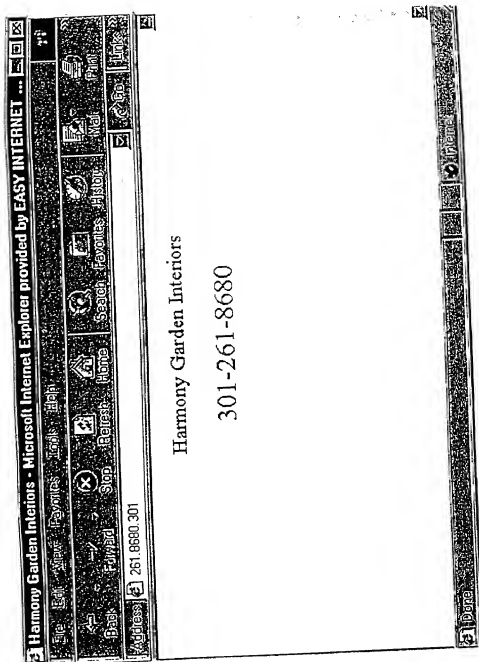 Harmony Garden Interiors - Microsoft Internet Explorer provided by EASY INTERNET ...
File Edit View Favorites Tools Help
Back Forward Stop Refresh Home Search Favorites History Mail Print
Address 261.8680.301 Go Links
Harmony Garden Interiors
301-261-8680
Done Internet